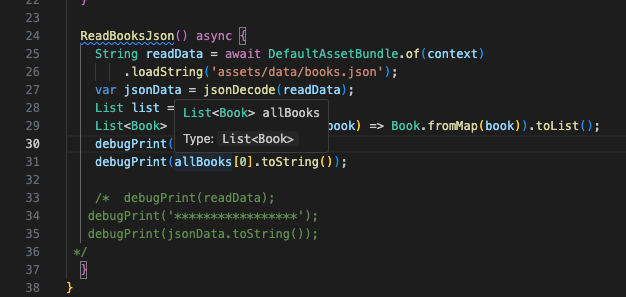 22 }
23
24 ReadBooksJson() async {
25 String readData = await DefaultAssetBundle.of(context)
26 .loadString('assets/data/books.json');
27 var jsonData = jsonDecode(readData);
28 List list =
List<Book> allBooks
29 List<Book> book) => Book.fromMap(book)).toList();
Type: List<Book>
30 debugPrint(
31 debugPrint(allBooks[0].toString());
32
33 /* debugPrint(readData);
34 debugPrint('*****************');
35 debugPrint(jsonData.toString());
36 */
37 }
38 }